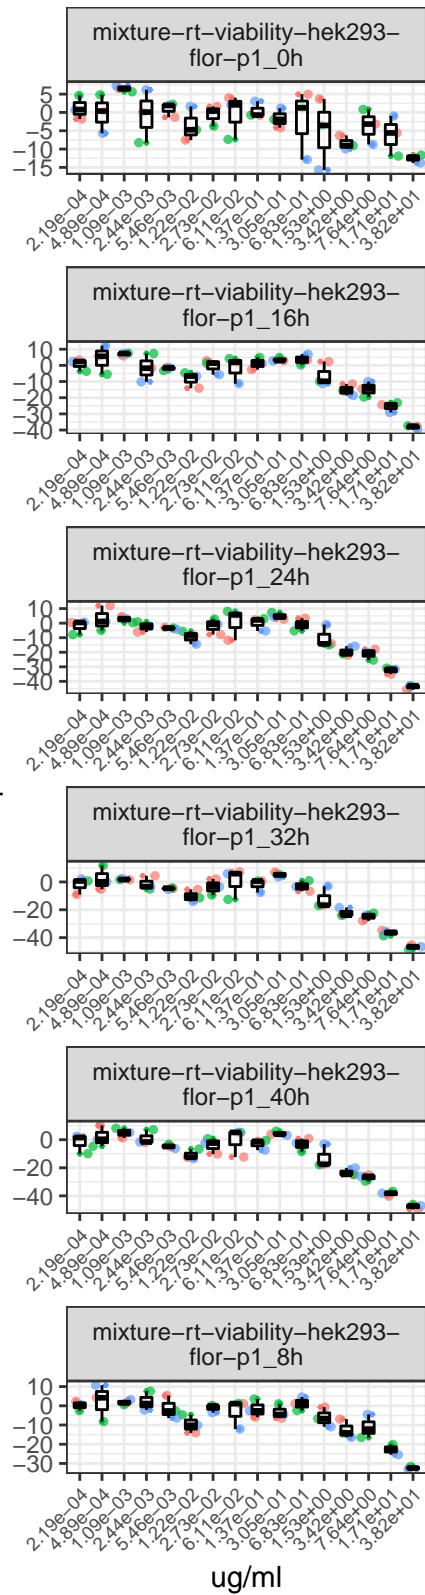 mixture−rt−viability−hek293−
flor−p1_0h
5
0
−5
−10
−15
2.19e−04
4.89e−04
1.09e−03
2.44e−03
5.46e−03
1.22e−02
2.73e−02
6.11e−02
1.37e−01
3.05e−01
6.83e−01
1.53e+00
3.42e+00
7.64e+00
1.71e+01
3.82e+01
mixture−rt−viability−hek293−
flor−p1_16h
10
0
−10
−20
−30
−40
2.19e−04
4.89e−04
1.09e−03
2.44e−03
5.46e−03
1.22e−02
2.73e−02
6.11e−02
1.37e−01
3.05e−01
6.83e−01
1.53e+00
3.42e+00
7.64e+00
1.71e+01
3.82e+01
mixture−rt−viability−hek293−
flor−p1_24h
10
0
−10
−20
−30
−40
2.19e−04
4.89e−04
1.09e−03
2.44e−03
5.46e−03
1.22e−02
2.73e−02
6.11e−02
1.37e−01
3.05e−01
6.83e−01
1.53e+00
3.42e+00
7.64e+00
1.71e+01
3.82e+01
mixture−rt−viability−hek293−
flor−p1_32h
0
−20
−40
2.19e−04
4.89e−04
1.09e−03
2.44e−03
5.46e−03
1.22e−02
2.73e−02
6.11e−02
1.37e−01
3.05e−01
6.83e−01
1.53e+00
3.42e+00
7.64e+00
1.71e+01
3.82e+01
mixture−rt−viability−hek293−
flor−p1_40h
0
−20
−40
2.19e−04
4.89e−04
1.09e−03
2.44e−03
5.46e−03
1.22e−02
2.73e−02
6.11e−02
1.37e−01
3.05e−01
6.83e−01
1.53e+00
3.42e+00
7.64e+00
1.71e+01
3.82e+01
mixture−rt−viability−hek293−
flor−p1_8h
10
0
−10
−20
−30
2.19e−04
4.89e−04
1.09e−03
2.44e−03
5.46e−03
1.22e−02
2.73e−02
6.11e−02
1.37e−01
3.05e−01
6.83e−01
1.53e+00
3.42e+00
7.64e+00
1.71e+01
3.82e+01
ug/ml